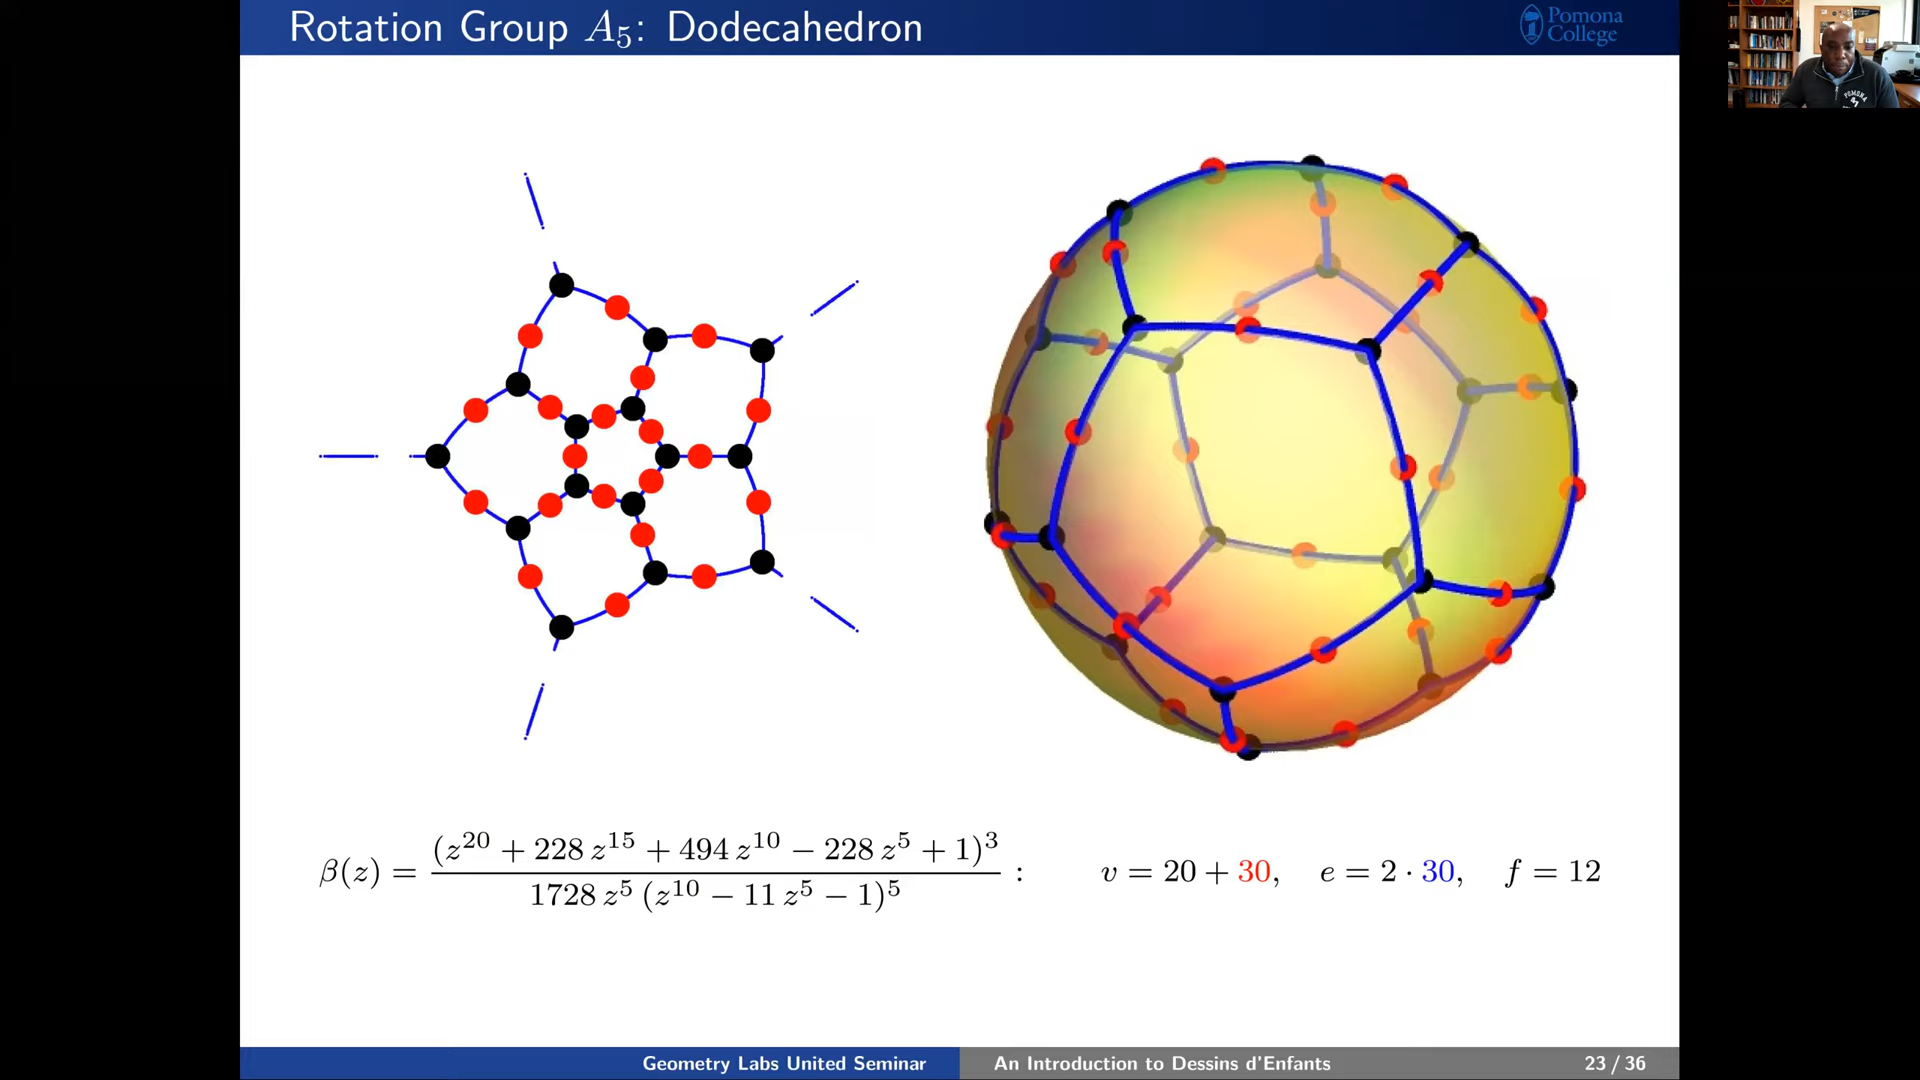 Rotation Group A₅: Dodecahedron
Pomona
College
POMONA
β(z) = (z²⁰ + 228 z¹⁵ + 494 z¹⁰ − 228 z⁵ + 1)³ / 1728 z⁵ (z¹⁰ − 11 z⁵ − 1)⁵ : v = 20 + 30, e = 2 · 30, f = 12
Geometry Labs United Seminar An Introduction to Dessins d'Enfants 23 / 36